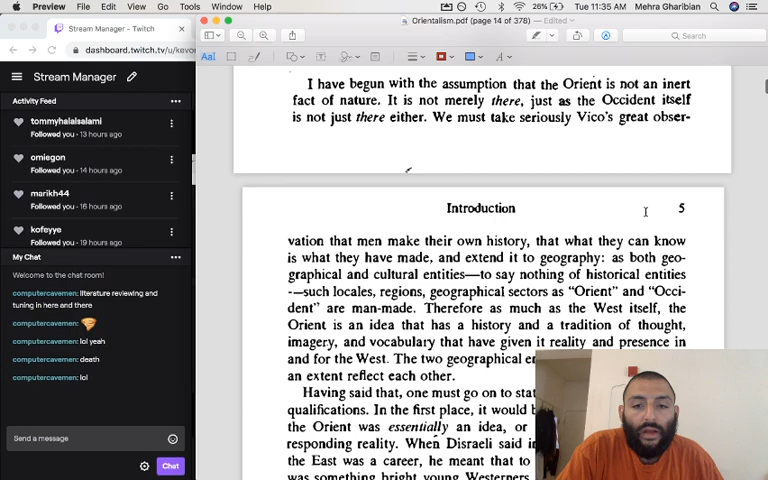 Preview File Edit View Go Tools Window Help
26% Tue 11:35 AM Mehra Gharibian
Stream Manager - Twitch
dashboard.twitch.tv/u/kevo
Stream Manager
Activity Feed
tommyhalalsalami
Followed you · 13 hours ago
omiegon
Followed you · 14 hours ago
marikh44
Followed you · 16 hours ago
kofeyye
Followed you · 19 hours ago
My Chat
Welcome to the chat room!
computercavemen: literature reviewing and
tuning in here and there
computercavemen:
computercavemen: lol yeah
computercavemen: death
computercavemen: lol
Send a message
Chat
Orientalism.pdf (page 14 of 378) — Edited
Search
I have begun with the assumption that the Orient is not an inert
fact of nature. It is not merely there, just as the Occident itself
is not just there either. We must take seriously Vico's great obser-
Introduction 5
vation that men make their own history, that what they can know
is what they have made, and extend it to geography: as both geo-
graphical and cultural entities—to say nothing of historical entities
—such locales, regions, geographical sectors as "Orient" and "Occi-
dent" are man-made. Therefore as much as the West itself, the
Orient is an idea that has a history and a tradition of thought,
imagery, and vocabulary that have given it reality and presence in
and for the West. The two geographical en
an extent reflect each other.
Having said that, one must go on to stat
qualifications. In the first place, it would b
the Orient was essentially an idea, or
responding reality. When Disraeli said in
the East was a career, he meant that to
was something bright young Westerners